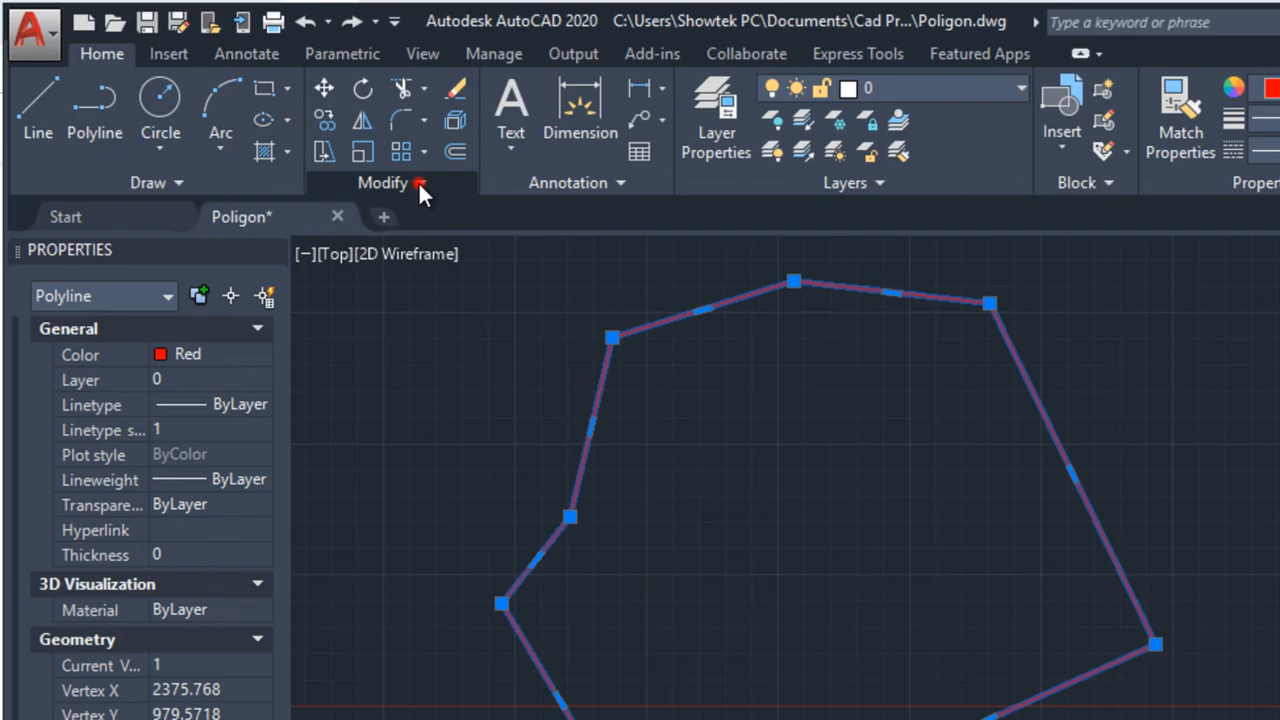 Autodesk AutoCAD 2020 C:\Users\Showtek PC\Documents\Cad Pr...\Poligon.dwg Type a keyword or phrase
Home Insert Annotate Parametric View Manage Output Add-ins Collaborate Express Tools Featured Apps
Line Polyline Circle Arc Text Dimension Layer Properties 0 Insert Match Properties
Draw Modify Annotation Layers Block Proper
Start Poligon*
PROPERTIES
[−][Top][2D Wireframe]
Polyline
General
Color Red
Layer 0
Linetype ByLayer
Linetype s... 1
Plot style ByColor
Lineweight ByLayer
Transpare... ByLayer
Hyperlink
Thickness 0
3D Visualization
Material ByLayer
Geometry
Current V... 1
Vertex X 2375.768
Vertex Y 979.5718